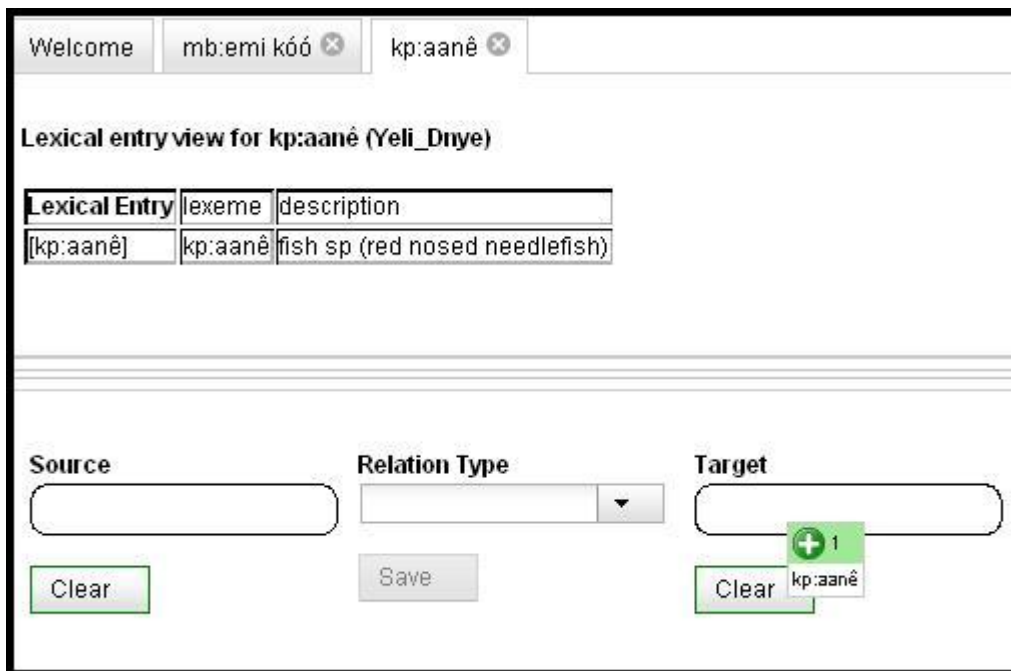 Welcome mb:emi kóó kp:aanê
Lexical entry view for kp:aanê (Yeli_Dnye)
Lexical Entry lexeme description
[kp:aanê] kp:aanê fish sp (red nosed needlefish)
Source Relation Type Target
1
Clear Save Clear kp:aanê